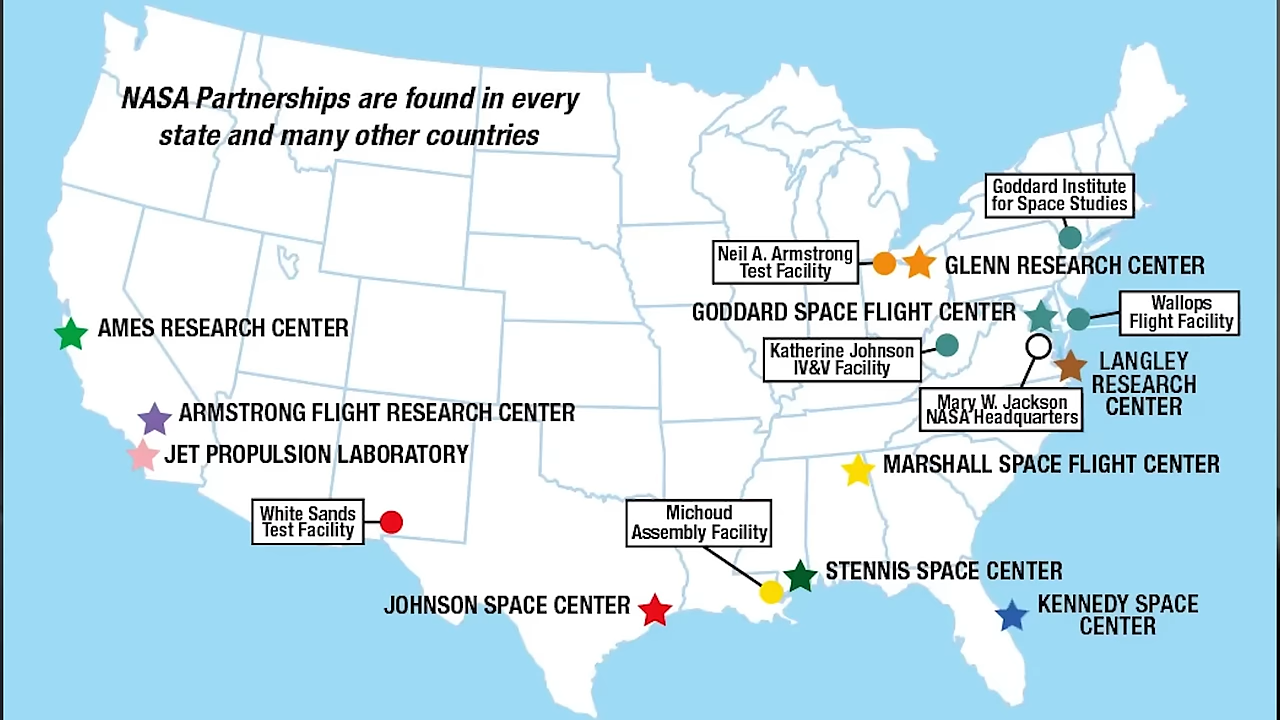 NASA Partnerships are found in every
state and many other countries
Goddard Institute
for Space Studies
Neil A. Armstrong
Test Facility
GLENN RESEARCH CENTER
GODDARD SPACE FLIGHT CENTER
Wallops
Flight Facility
AMES RESEARCH CENTER
Katherine Johnson
IV&V Facility
LANGLEY
RESEARCH
CENTER
Mary W. Jackson
NASA Headquarters
ARMSTRONG FLIGHT RESEARCH CENTER
JET PROPULSION LABORATORY
MARSHALL SPACE FLIGHT CENTER
White Sands
Test Facility
Michoud
Assembly Facility
STENNIS SPACE CENTER
JOHNSON SPACE CENTER
KENNEDY SPACE
CENTER